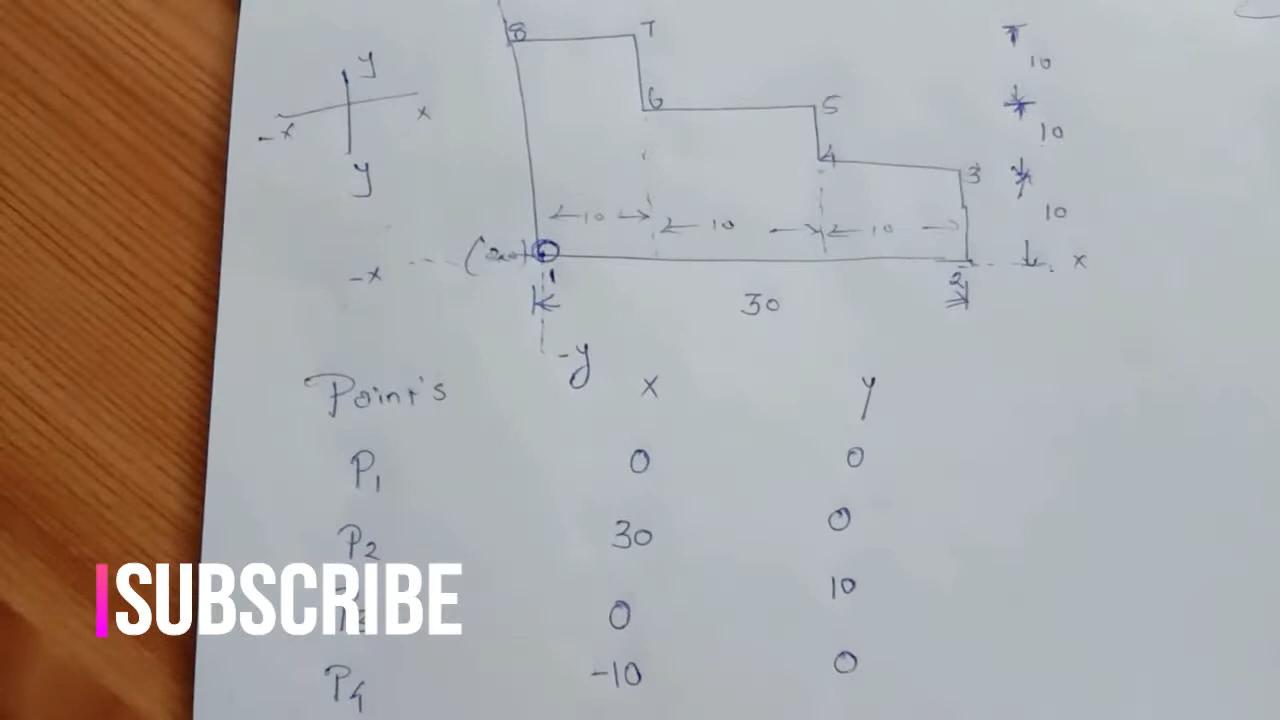 8 7
y 10
6 5
-x x 10
4 3
y 10
10 10 10
-x 1 2 x
30
-y
Point's x y
P1 0 0
P2 30 0
SUBSCRIBE 0 10
P4 -10 0